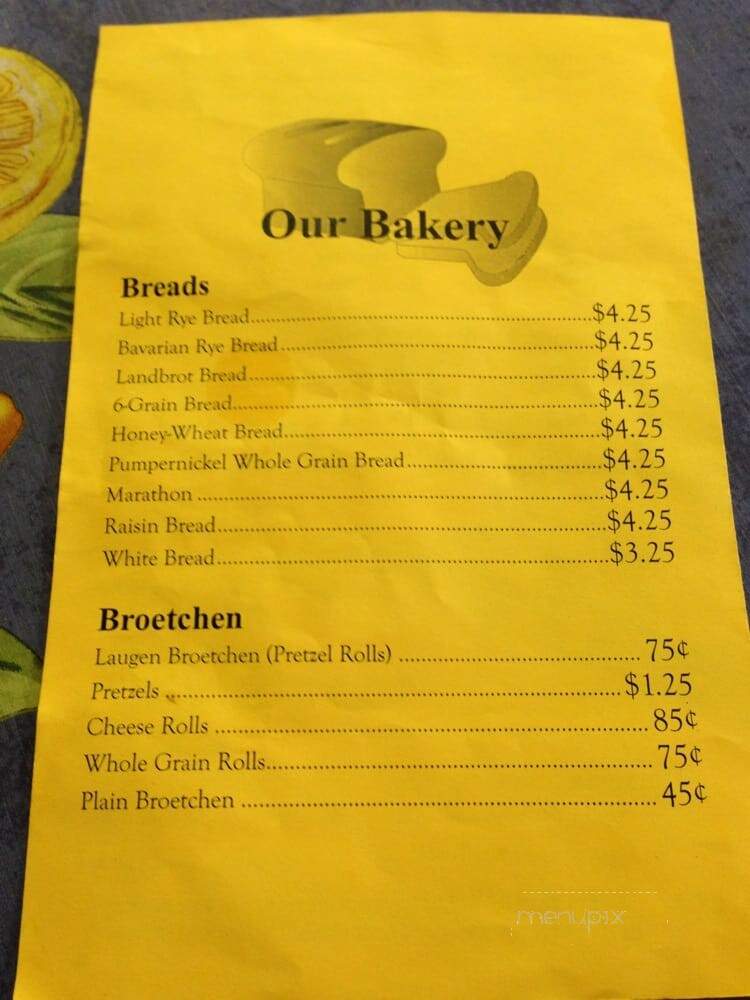 Our Bakery
Breads
Light Rye Bread..........$4.25
Bavarian Rye Bread..........$4.25
Landbrot Bread..........$4.25
6-Grain Bread..........$4.25
Honey-Wheat Bread..........$4.25
Pumpernickel Whole Grain Bread..........$4.25
Marathon ..........$4.25
Raisin Bread..........$4.25
White Bread..........$3.25
Broetchen
Laugen Broetchen (Pretzel Rolls) ..........75¢
Pretzels ..........$1.25
Cheese Rolls ..........85¢
Whole Grain Rolls..........75¢
Plain Broetchen ..........45¢
menupix